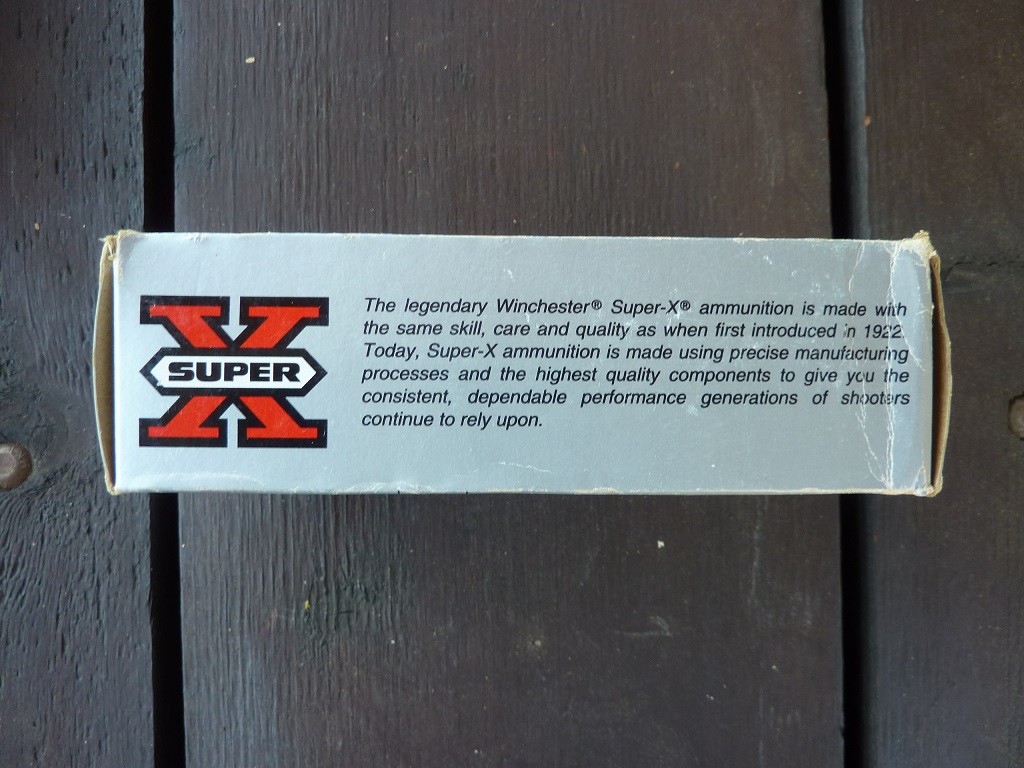 SUPER
X
The legendary Winchester® Super-X® ammunition is made with
the same skill, care and quality as when first introduced in 1922.
Today, Super-X ammunition is made using precise manufacturing
processes and the highest quality components to give you the
consistent, dependable performance generations of shooters
continue to rely upon.